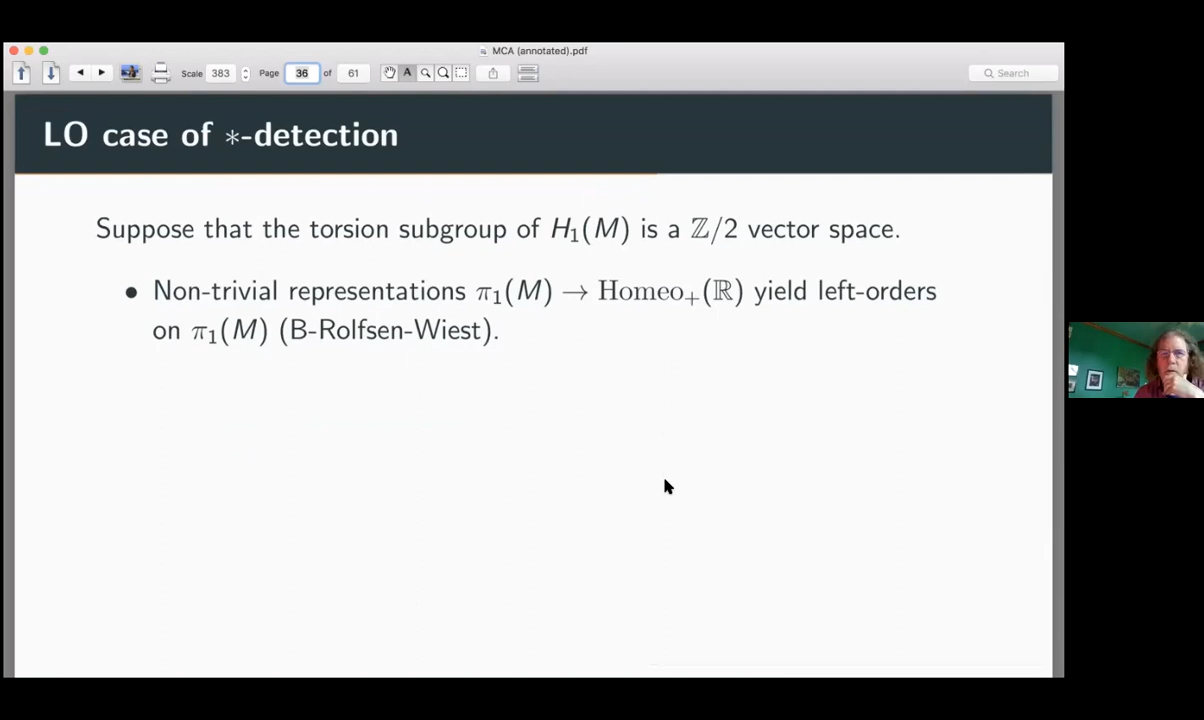 MCA (annotated).pdf
Scale 383 Page 36 of 61 A Search
LO case of ∗-detection
Suppose that the torsion subgroup of H₁(M) is a ℤ/2 vector space.
• Non-trivial representations π₁(M) → Homeo₊(ℝ) yield left-orders
on π₁(M) (B-Rolfsen-Wiest).